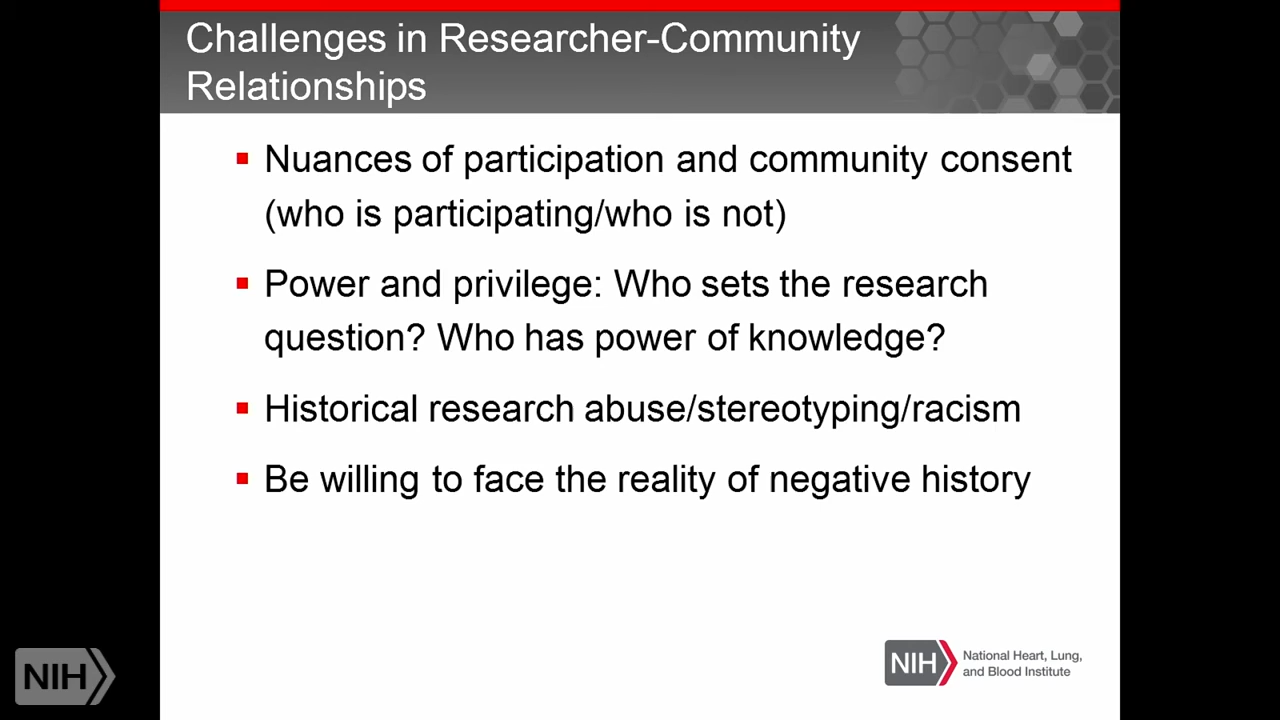 Challenges in Researcher-Community
Relationships
Nuances of participation and community consent
(who is participating/who is not)
Power and privilege: Who sets the research
question? Who has power of knowledge?
Historical research abuse/stereotyping/racism
Be willing to face the reality of negative history
NIH
National Heart, Lung,
and Blood Institute
NIH